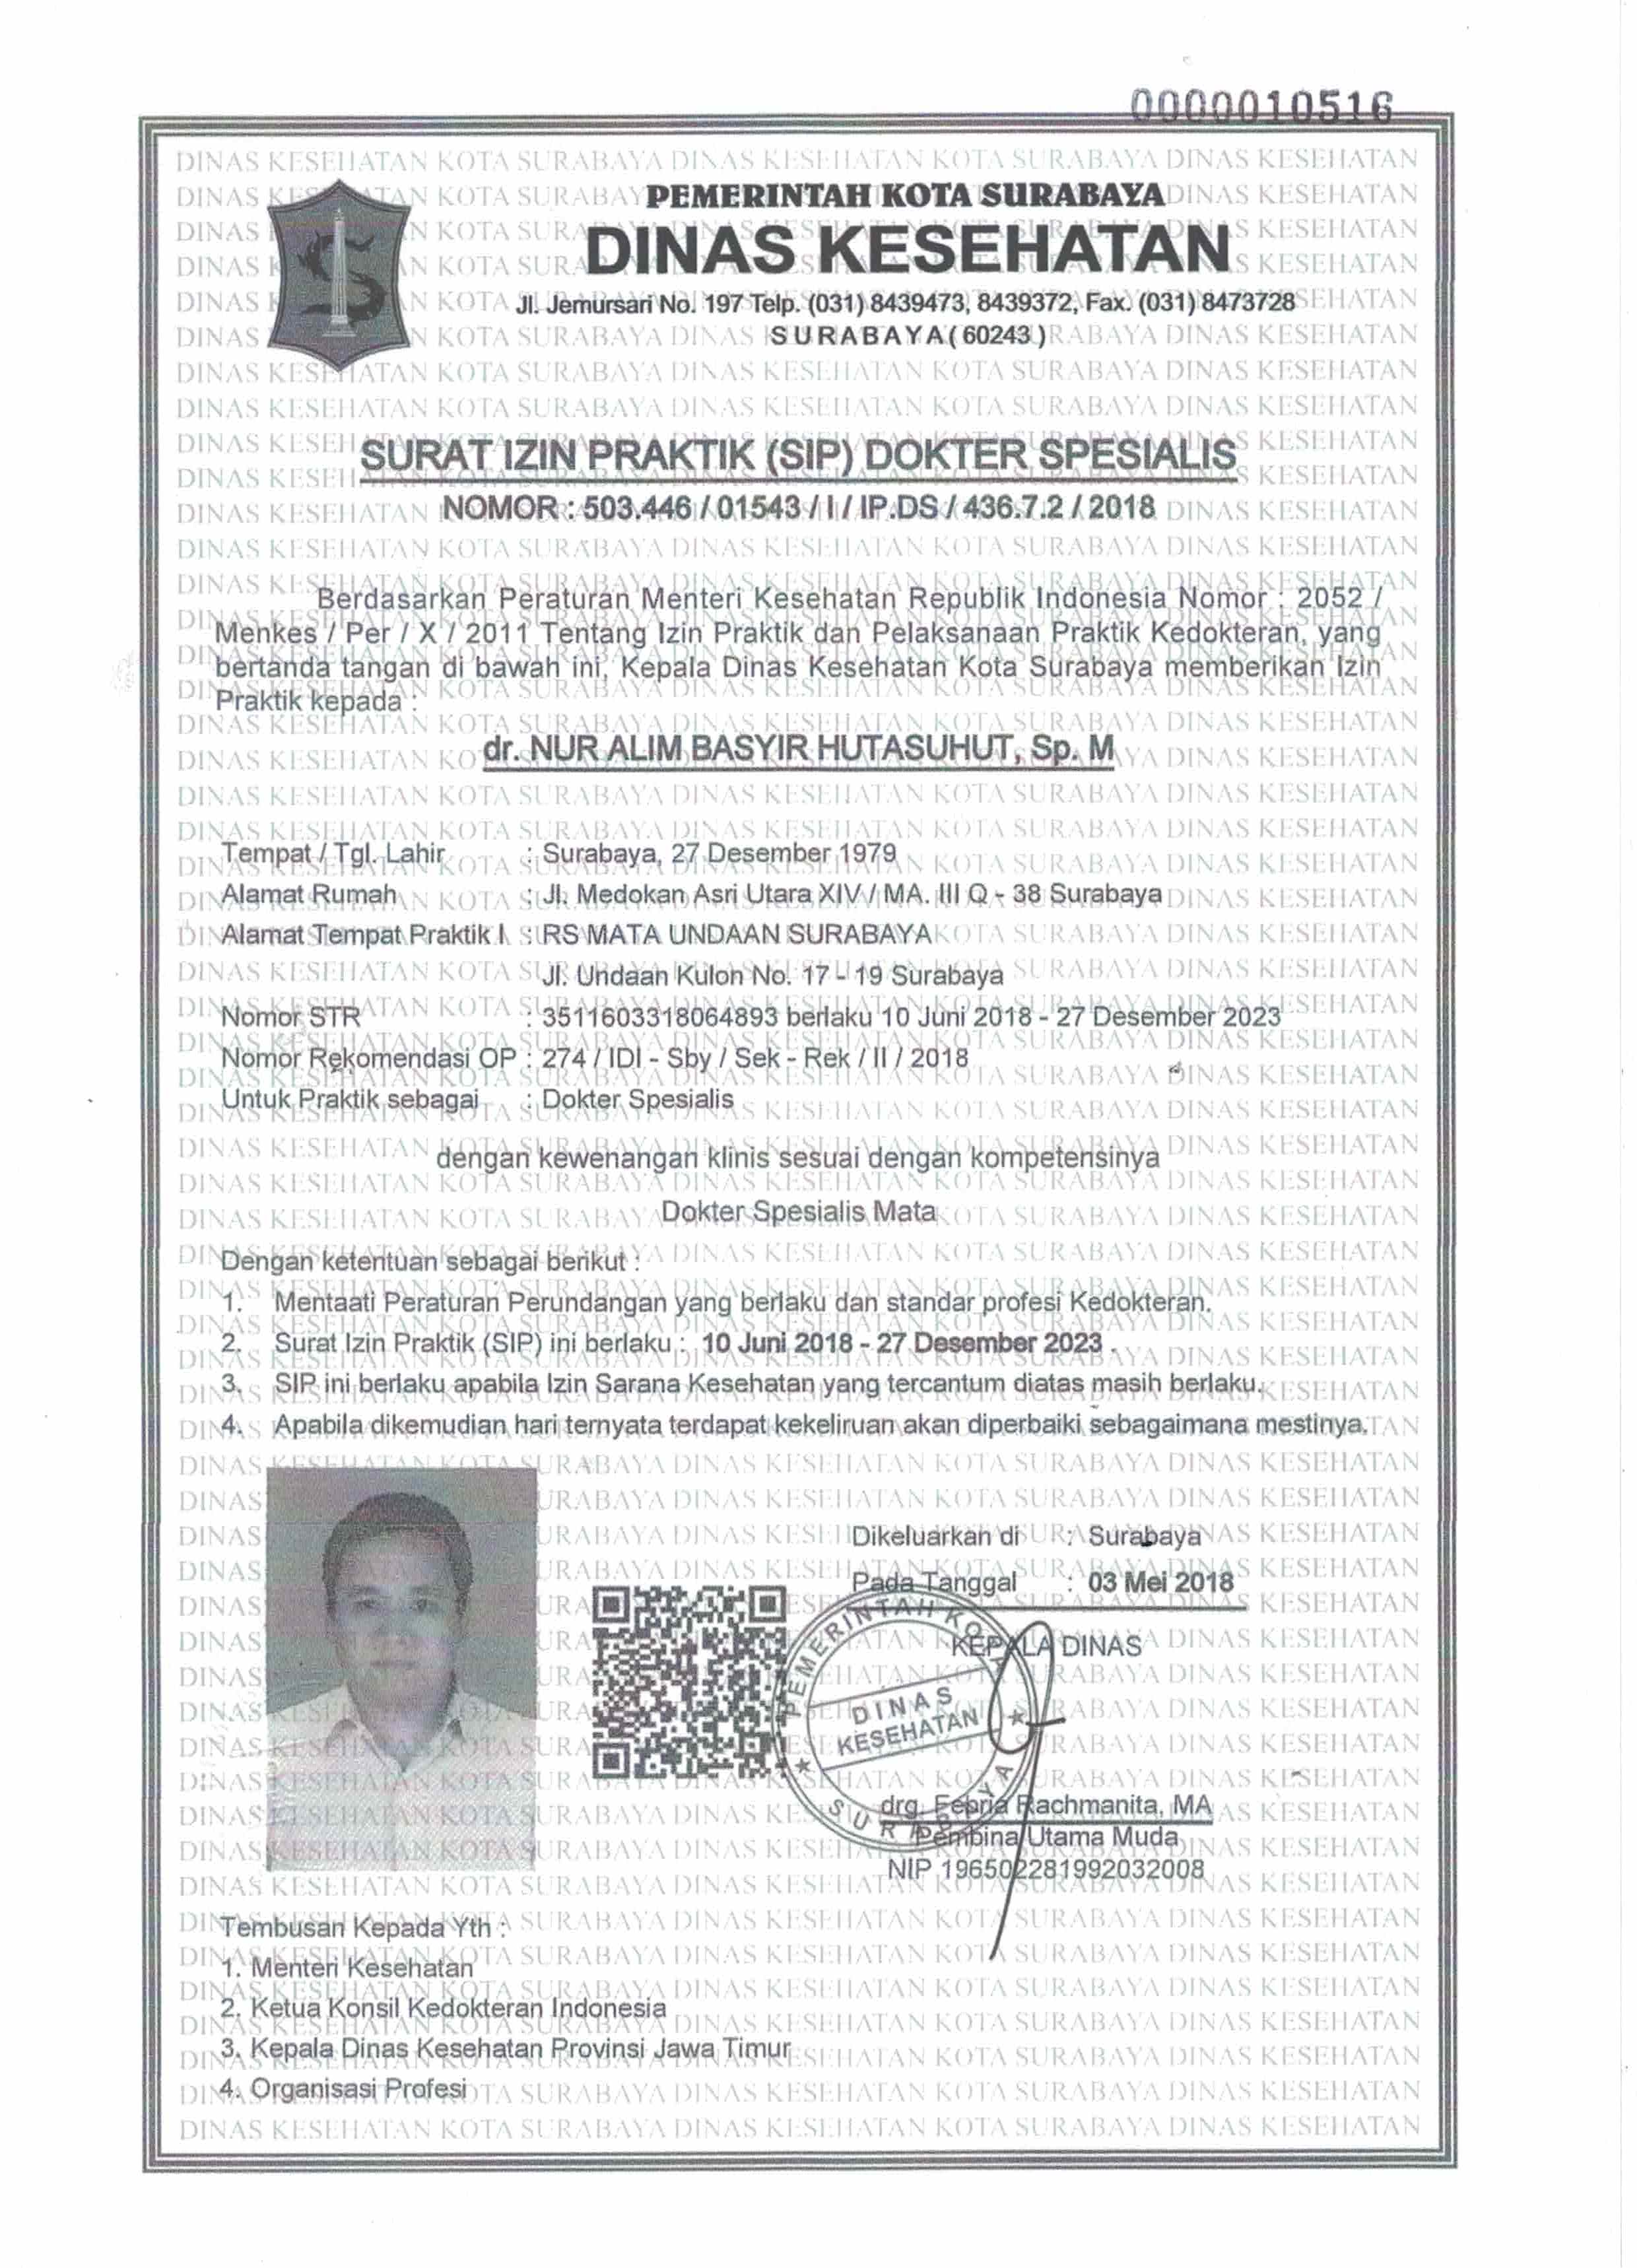 0000010516
PEMERINTAH KOTA SURABAYA
DINAS KESEHATAN
Jl. Jemursari No. 197 Telp. (031) 8439473, 8439372, Fax. (031) 8473728
SURABAYA ( 60243 )
SURAT IZIN PRAKTIK (SIP) DOKTER SPESIALIS
NOMOR : 503.446 / 01543 / I / IP.DS / 436.7.2 / 2018
Berdasarkan Peraturan Menteri Kesehatan Republik Indonesia Nomor : 2052 /
Menkes / Per / X / 2011 Tentang Izin Praktik dan Pelaksanaan Praktik Kedokteran, yang
bertanda tangan di bawah ini, Kepala Dinas Kesehatan Kota Surabaya memberikan Izin
Praktik kepada :
dr. NUR ALIM BASYIR HUTASUHUT, Sp. M
Tempat / Tgl. Lahir : Surabaya, 27 Desember 1979
Alamat Rumah : Jl. Medokan Asri Utara XIV / MA. III Q - 38 Surabaya
Alamat Tempat Praktik I : RS MATA UNDAAN SURABAYA
Jl. Undaan Kulon No. 17 - 19 Surabaya
Nomor STR : 3511603318064893 berlaku 10 Juni 2018 - 27 Desember 2023
Nomor Rekomendasi OP : 274 / IDI - Sby / Sek - Rek / II / 2018
Untuk Praktik sebagai : Dokter Spesialis
dengan kewenangan klinis sesuai dengan kompetensinya
Dokter Spesialis Mata
Dengan ketentuan sebagai berikut :
1. Mentaati Peraturan Perundangan yang berlaku dan standar profesi Kedokteran.
2. Surat Izin Praktik (SIP) ini berlaku : 10 Juni 2018 - 27 Desember 2023 .
3. SIP ini berlaku apabila Izin Sarana Kesehatan yang tercantum diatas masih berlaku.
4. Apabila dikemudian hari ternyata terdapat kekeliruan akan diperbaiki sebagaimana mestinya.
Dikeluarkan di : Surabaya
Pada Tanggal : 03 Mei 2018
KEPALA DINAS
PEMERINTAH KOTA
DINAS
KESEHATAN
SURABAYA
drg. Febria Rachmanita, MA
Pembina Utama Muda
NIP 196502281992032008
Tembusan Kepada Yth :
1. Menteri Kesehatan
2. Ketua Konsil Kedokteran Indonesia
3. Kepala Dinas Kesehatan Provinsi Jawa Timur
4. Organisasi Profesi